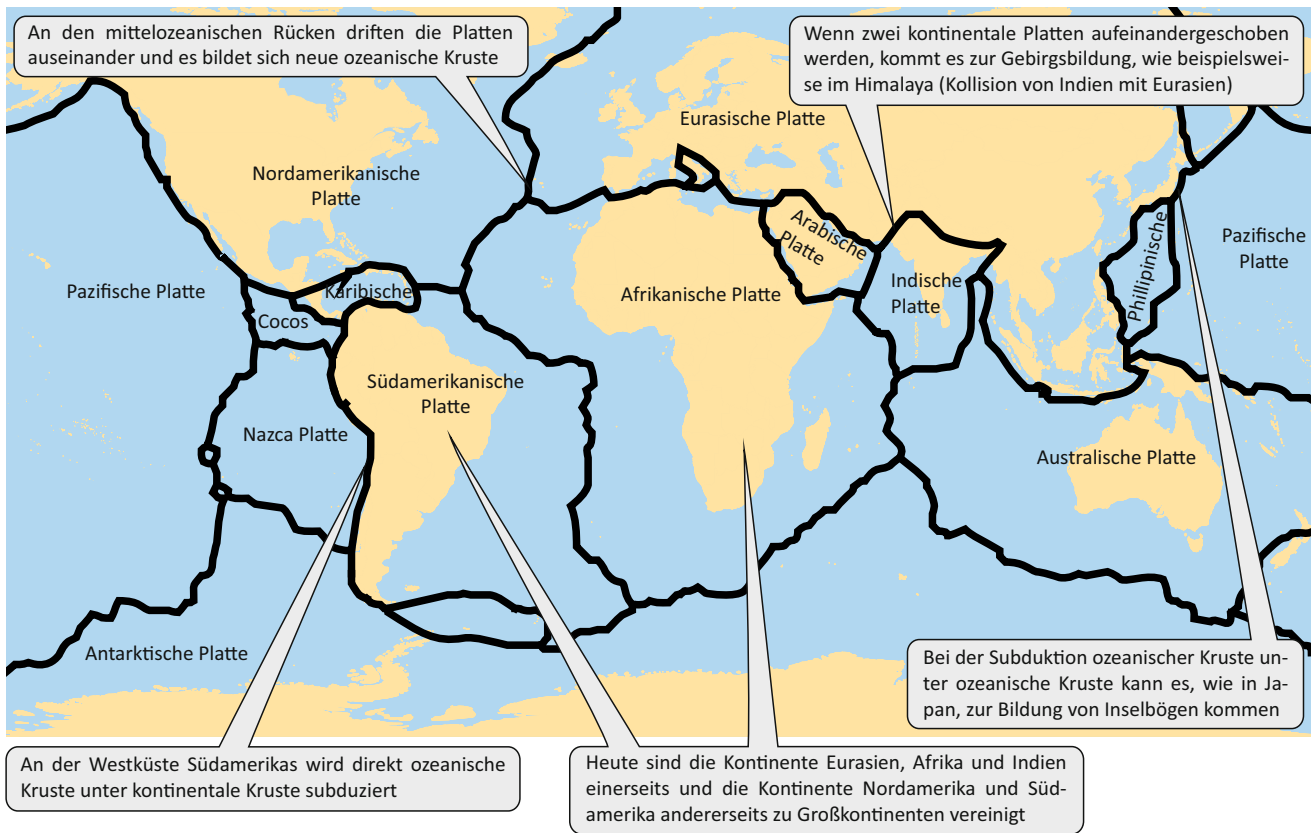 An den mittelozeanischen Rücken driften die Platten
auseinander und es bildet sich neue ozeanische Kruste
Wenn zwei kontinentale Platten aufeinandergeschoben
werden, kommt es zur Gebirgsbildung, wie beispielswei-
se im Himalaya (Kollision von Indien mit Eurasien)
Eurasische Platte
Nordamerikanische
Platte
Arabische
Platte
Phillipinische
Pazifische
Platte
Pazifische Platte
Karibische
Afrikanische Platte
Indische
Platte
Cocos
Südamerikanische
Platte
Nazca Platte
Australische Platte
Antarktische Platte
Bei der Subduktion ozeanischer Kruste un-
ter ozeanische Kruste kann es, wie in Ja-
pan, zur Bildung von Inselbögen kommen
An der Westküste Südamerikas wird direkt ozeanische
Kruste unter kontinentale Kruste subduziert
Heute sind die Kontinente Eurasien, Afrika und Indien
einerseits und die Kontinente Nordamerika und Süd-
amerika andererseits zu Großkontinenten vereinigt